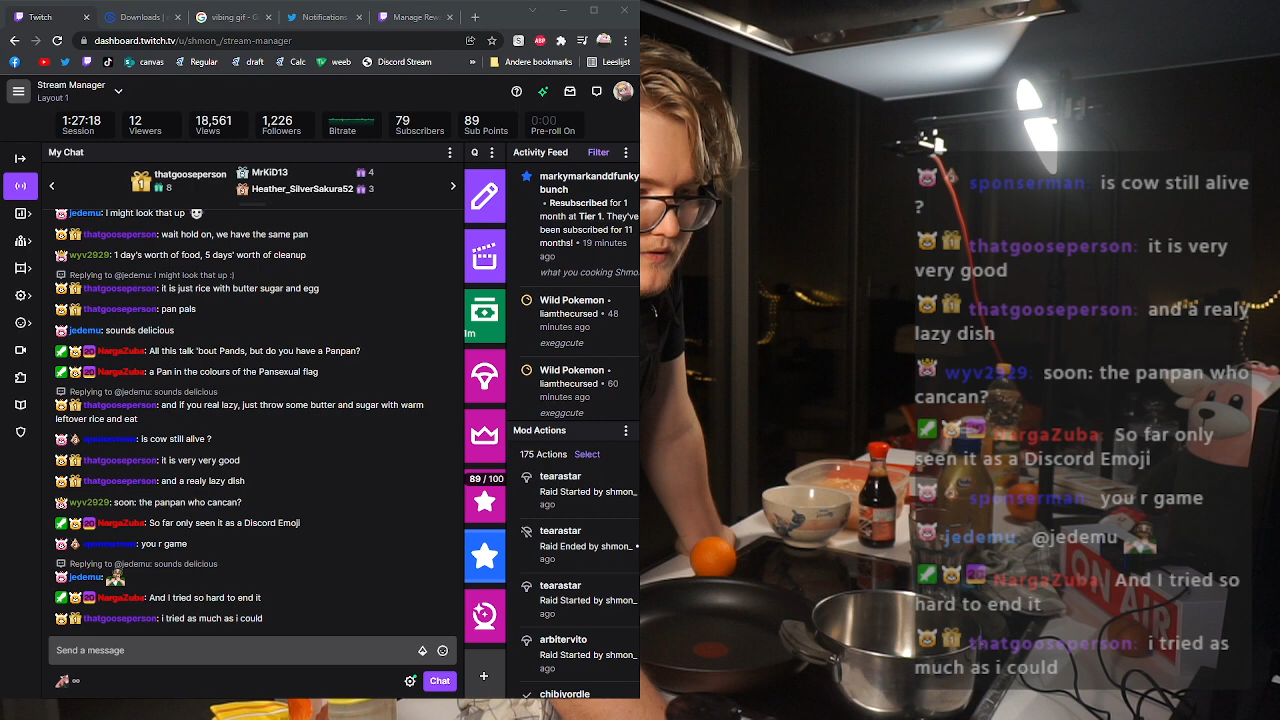 Twitch
Downloads |
vibing gif - G
Notifications
Manage Rew
dashboard.twitch.tv/u/shmon_/stream-manager
canvas
Regular
draft
Calc
weeb
Discord Stream
»
Andere bookmarks
Leeslijst
Stream Manager
Layout 1
1:27:18
Session
12
Viewers
18,561
Views
1,226
Followers
Bitrate
79
Subscribers
89
Sub Points
0:00
Pre-roll On
My Chat
thatgooseperson
8
MrKiD13
4
Heather_SilverSakura52
3
jedemu: I might look that up
thatgooseperson: wait hold on, we have the same pan
wyv2929: 1 day's worth of food, 5 days' worth of cleanup
Replying to @jedemu: I might look that up :)
thatgooseperson: it is just rice with butter sugar and egg
thatgooseperson: pan pals
jedemu: sounds delicious
NargaZuba: All this talk 'bout Pands, but do you have a Panpan?
NargaZuba: a Pan in the colours of the Pansexual flag
Replying to @jedemu: sounds delicious
thatgooseperson: and if you real lazy, just throw some butter and sugar with warm
leftover rice and eat
sponserman: is cow still alive ?
thatgooseperson: it is very very good
thatgooseperson: and a realy lazy dish
wyv2929: soon: the panpan who cancan?
NargaZuba: So far only seen it as a Discord Emoji
sponserman: you r game
Replying to @jedemu: sounds delicious
jedemu:
NargaZuba: And I tried so hard to end it
thatgooseperson: i tried as much as i could
Send a message
∞
Chat
Q
1m
89 / 100
Activity Feed
Filter
markymarkanddfunky
bunch
• Resubscribed for 1
month at Tier 1. They've
been subscribed for 11
months! • 19 minutes
ago
what you cooking Shmo
Wild Pokemon •
liamthecursed • 48
minutes ago
exeggcute
Wild Pokemon •
liamthecursed • 60
minutes ago
exeggcute
Mod Actions
175 Actions
Select
tearastar
Raid Started by shmon_
ago
tearastar
Raid Ended by shmon_ •
ago
tearastar
Raid Started by shmon_
ago
arbitervito
Raid Started by shmon_
ago
chibiyordle
sponserman: is cow still alive
?
thatgooseperson: it is very
very good
thatgooseperson: and a realy
lazy dish
wyv2929: soon: the panpan who
cancan?
NargaZuba: So far only
seen it as a Discord Emoji
sponserman: you r game
jedemu: @jedemu
NargaZuba: And I tried so
hard to end it
thatgooseperson: i tried as
much as i could
ON AIR